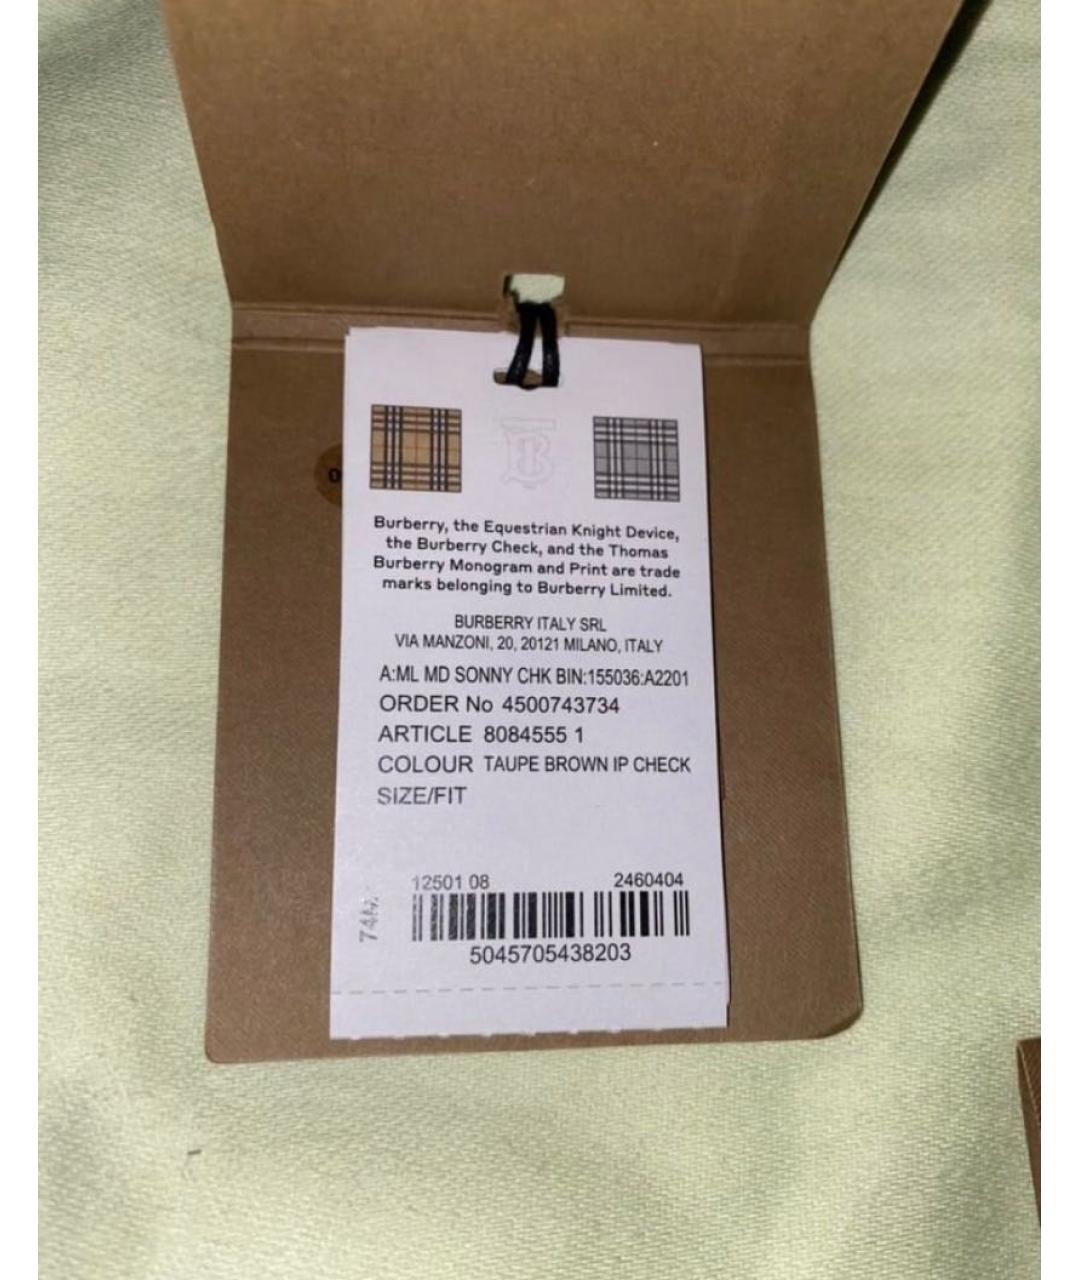 Burberry, the Equestrian Knight Device,
the Burberry Check, and the Thomas
Burberry Monogram and Print are trade
marks belonging to Burberry Limited.
BURBERRY ITALY SRL
VIA MANZONI, 20, 20121 MILANO, ITALY
A:ML MD SONNY CHK BIN:155036:A2201
ORDER No 4500743734
ARTICLE 8084555 1
COLOUR TAUPE BROWN IP CHECK
SIZE/FIT
12501 08 2460404
5045705438203